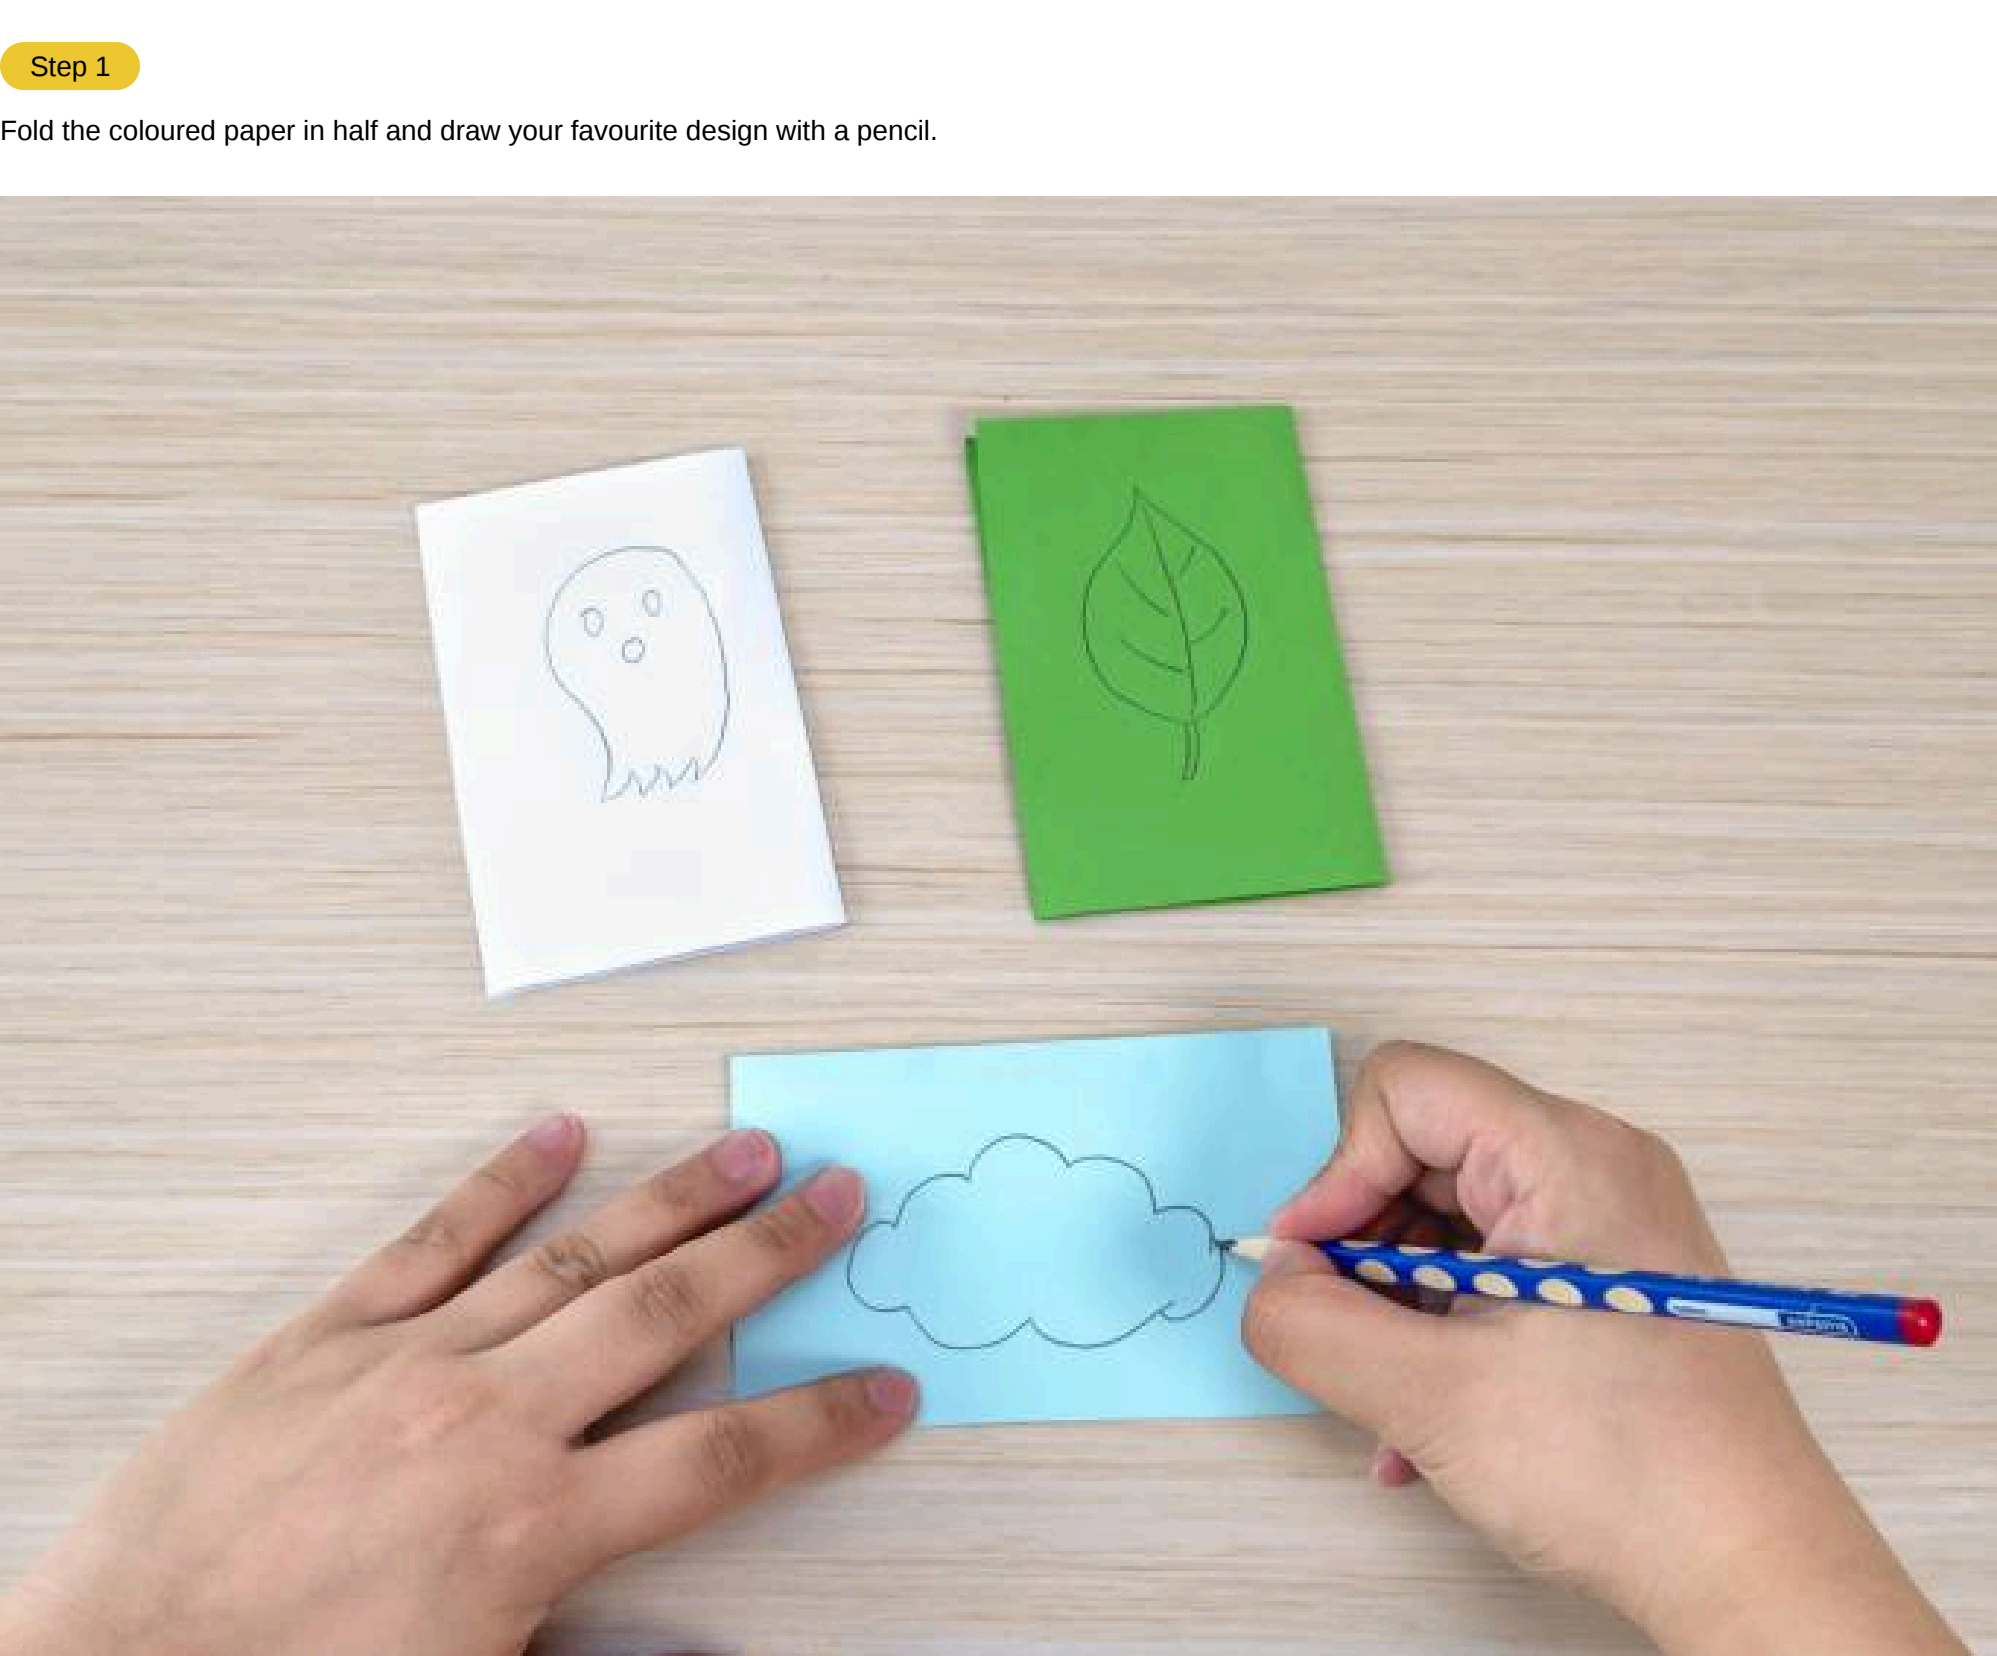 Step 1
Fold the coloured paper in half and draw your favourite design with a pencil.